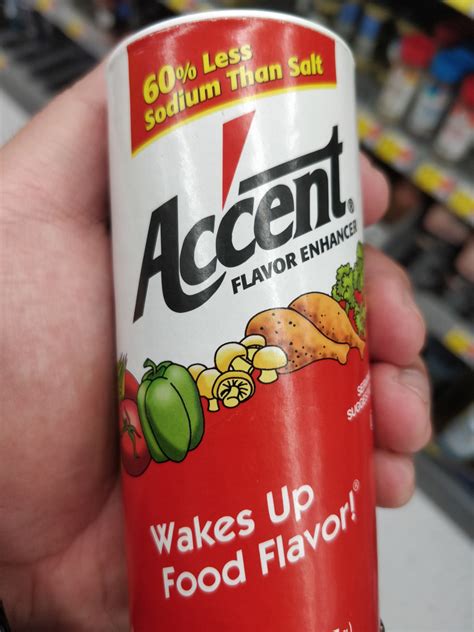 60% Less
Sodium Than Salt
Accent®
FLAVOR ENHANCER
Wakes Up
Food Flavor!®